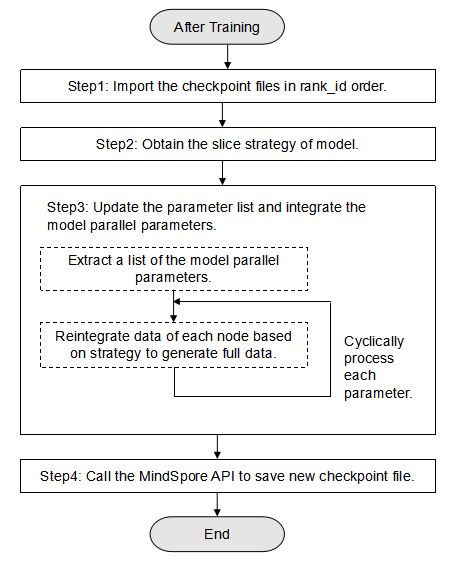 After Training
Step1: Import the checkpoint files in rank_id order.
Step2: Obtain the slice strategy of model.
Step3: Update the parameter list and integrate the
model parallel parameters.
Extract a list of the model parallel
parameters.
Reintegrate data of each node based
on strategy to generate full data.
Cyclically
process
each
parameter.
Step4: Call the MindSpore API to save new checkpoint file.
End